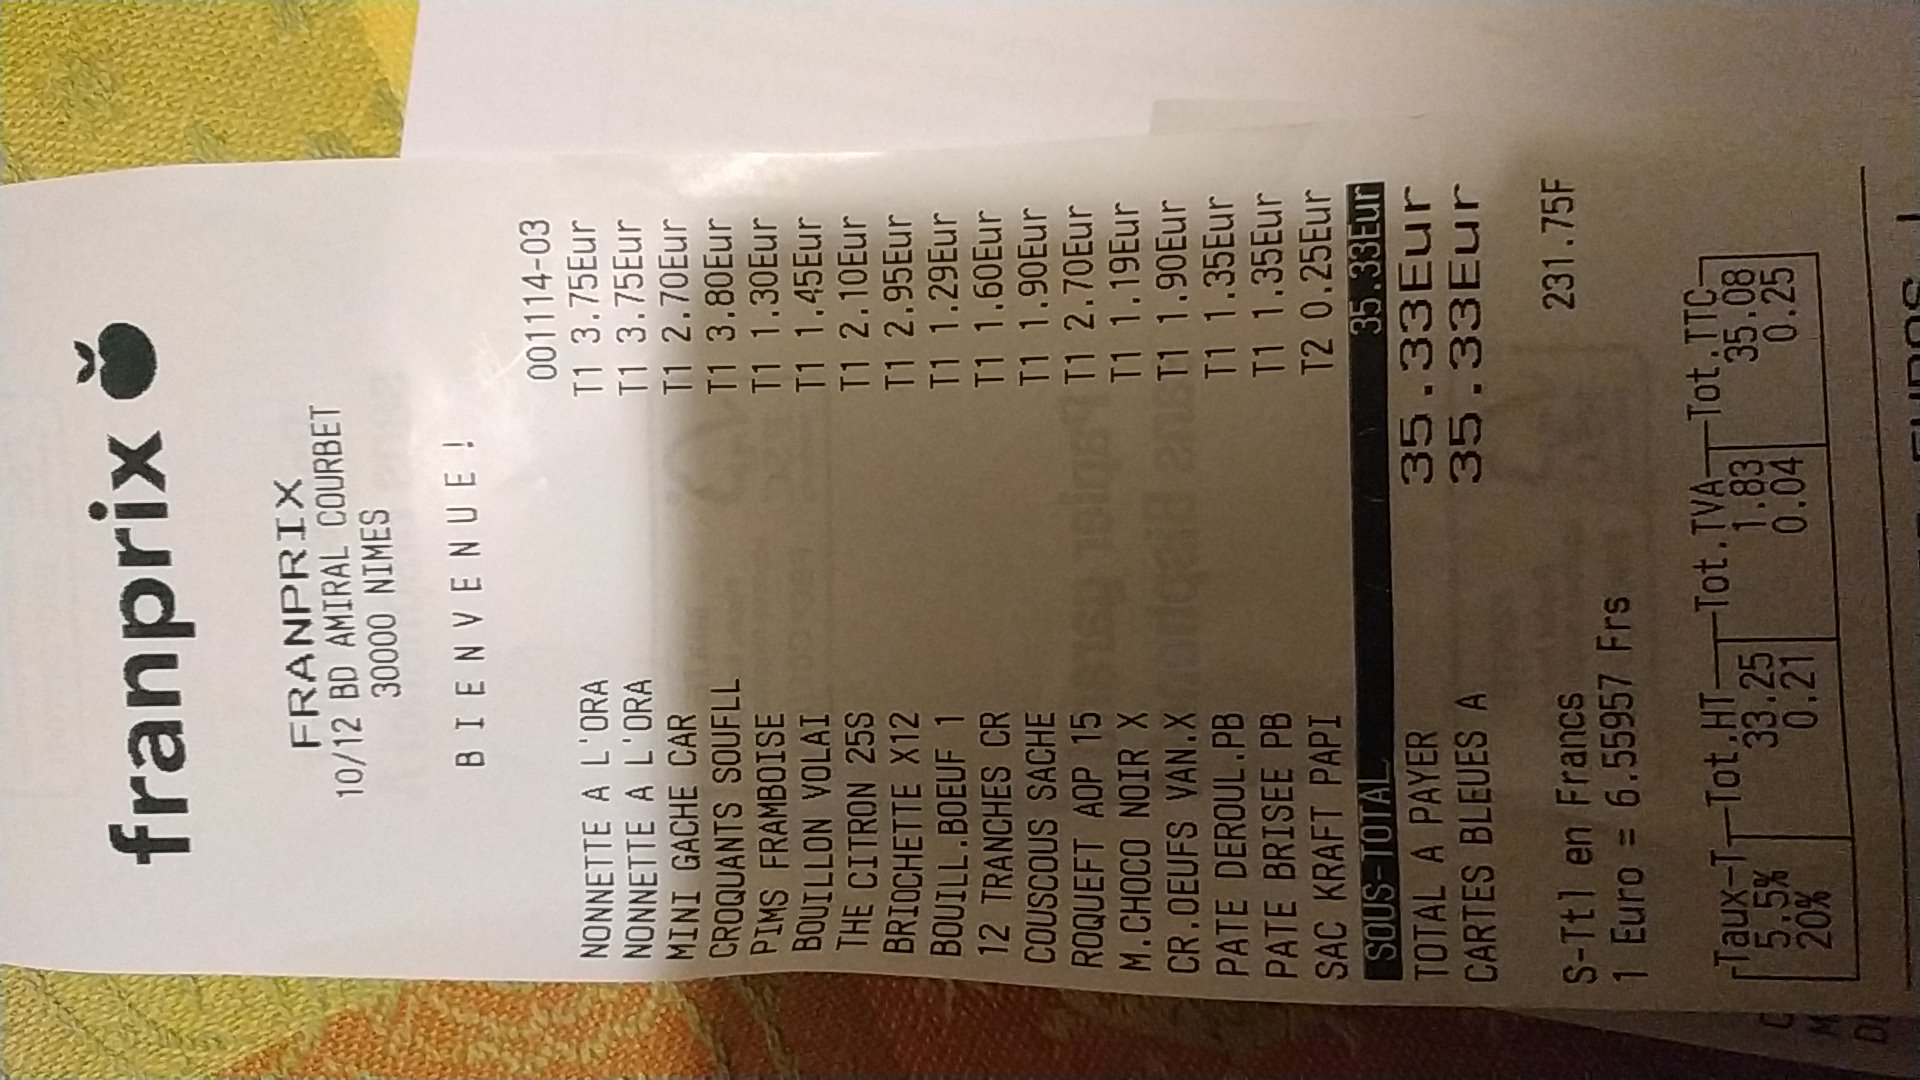 franprix
FRANPRIX
10/12 BD AMIRAL COURBET
30000 NIMES
B I E N V E N U E !
001114-03
NONNETTE A L'ORA T1 3.75Eur
NONNETTE A L'ORA T1 3.75Eur
MINI GACHE CAR T1 2.70Eur
CROQUANTS SOUFLL T1 3.80Eur
PIMS FRAMBOISE T1 1.30Eur
BOUILLON VOLAI T1 1.45Eur
THE CITRON 25S T1 2.10Eur
BRIOCHETTE X12 T1 2.95Eur
BOUILL.BOEUF 1 T1 1.29Eur
12 TRANCHES CR T1 1.60Eur
COUSCOUS SACHE T1 1.90Eur
ROQUEFT AOP 15 T1 2.70Eur
M.CHOCO NOIR X T1 1.19Eur
CR.OEUFS VAN.X T1 1.90Eur
PATE DEROUL.PB T1 1.35Eur
PATE BRISEE PB T1 1.35Eur
SAC KRAFT PAPI T2 0.25Eur
SOUS-TOTAL 35.33Eur
TOTAL A PAYER 35.33Eur
CARTES BLEUES A 35.33Eur
S-Ttl en Francs 231.75F
1 Euro = 6.55957 Frs
Taux-T Tot.HT Tot.TVA Tot.TTC
5.5% 33.25 1.83 35.08
20% 0.21 0.04 0.25